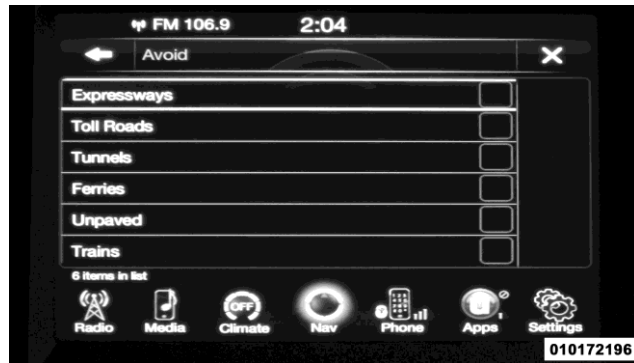 FM 106.9 2:04
Avoid
Expressways
Toll Roads
Tunnels
Ferries
Unpaved
Trains
6 items in list
OFF
Radio Media Climate Nav Phone Apps Settings
010172196